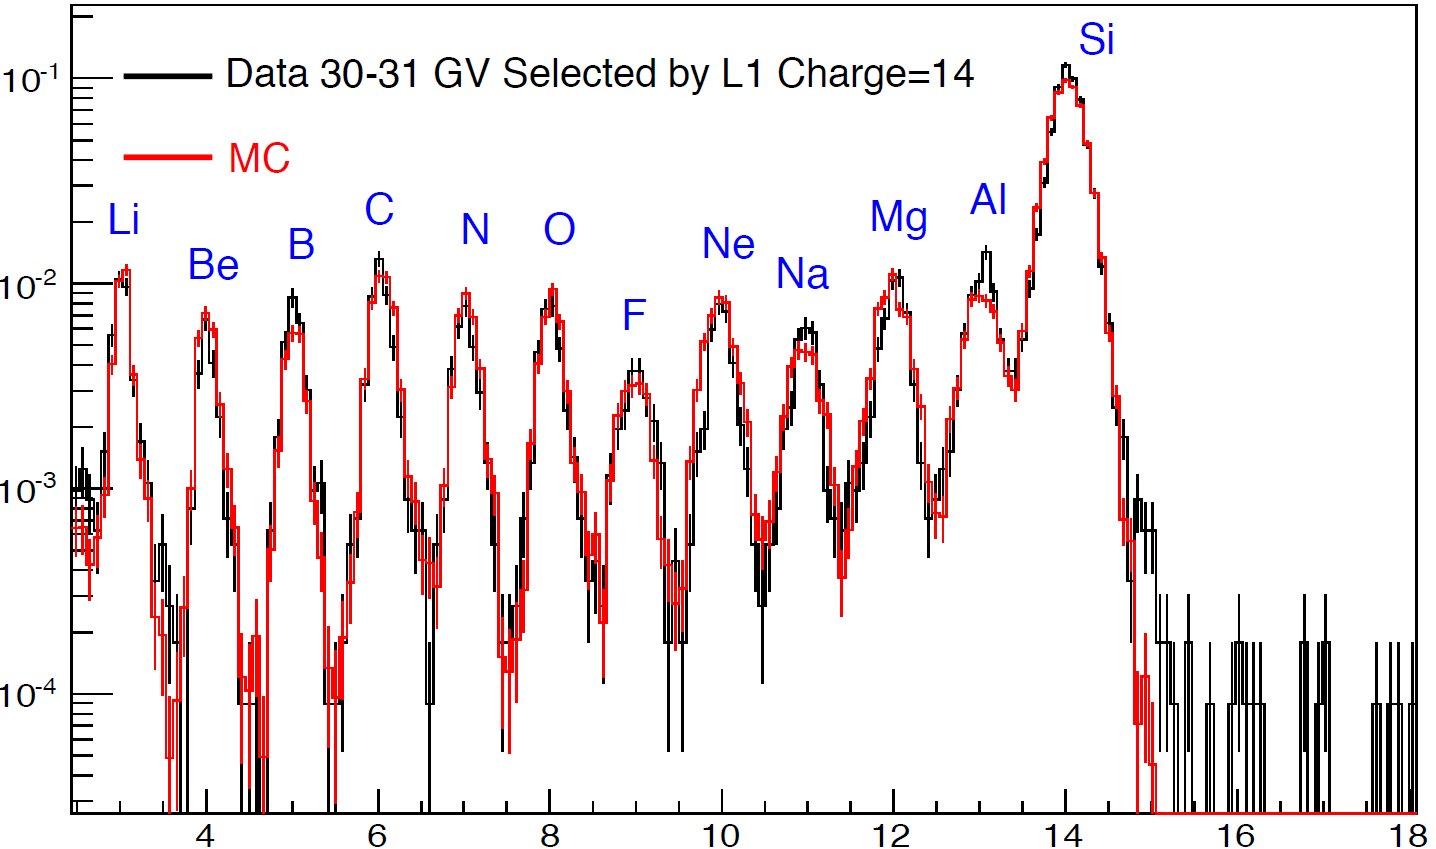 Si
10-1
Data 30-31 GV Selected by L1 Charge=14
MC
Li Be B C N O F Ne Na Mg Al
10-2
10-3
10-4
4 6 8 10 12 14 16 18